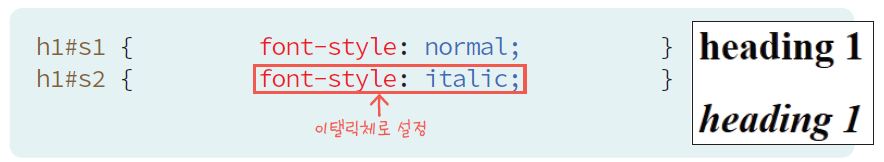 h1#s1 { font-style: normal; }
h1#s2 { font-style: italic; }
이탤릭체로 설정
heading 1
heading 1